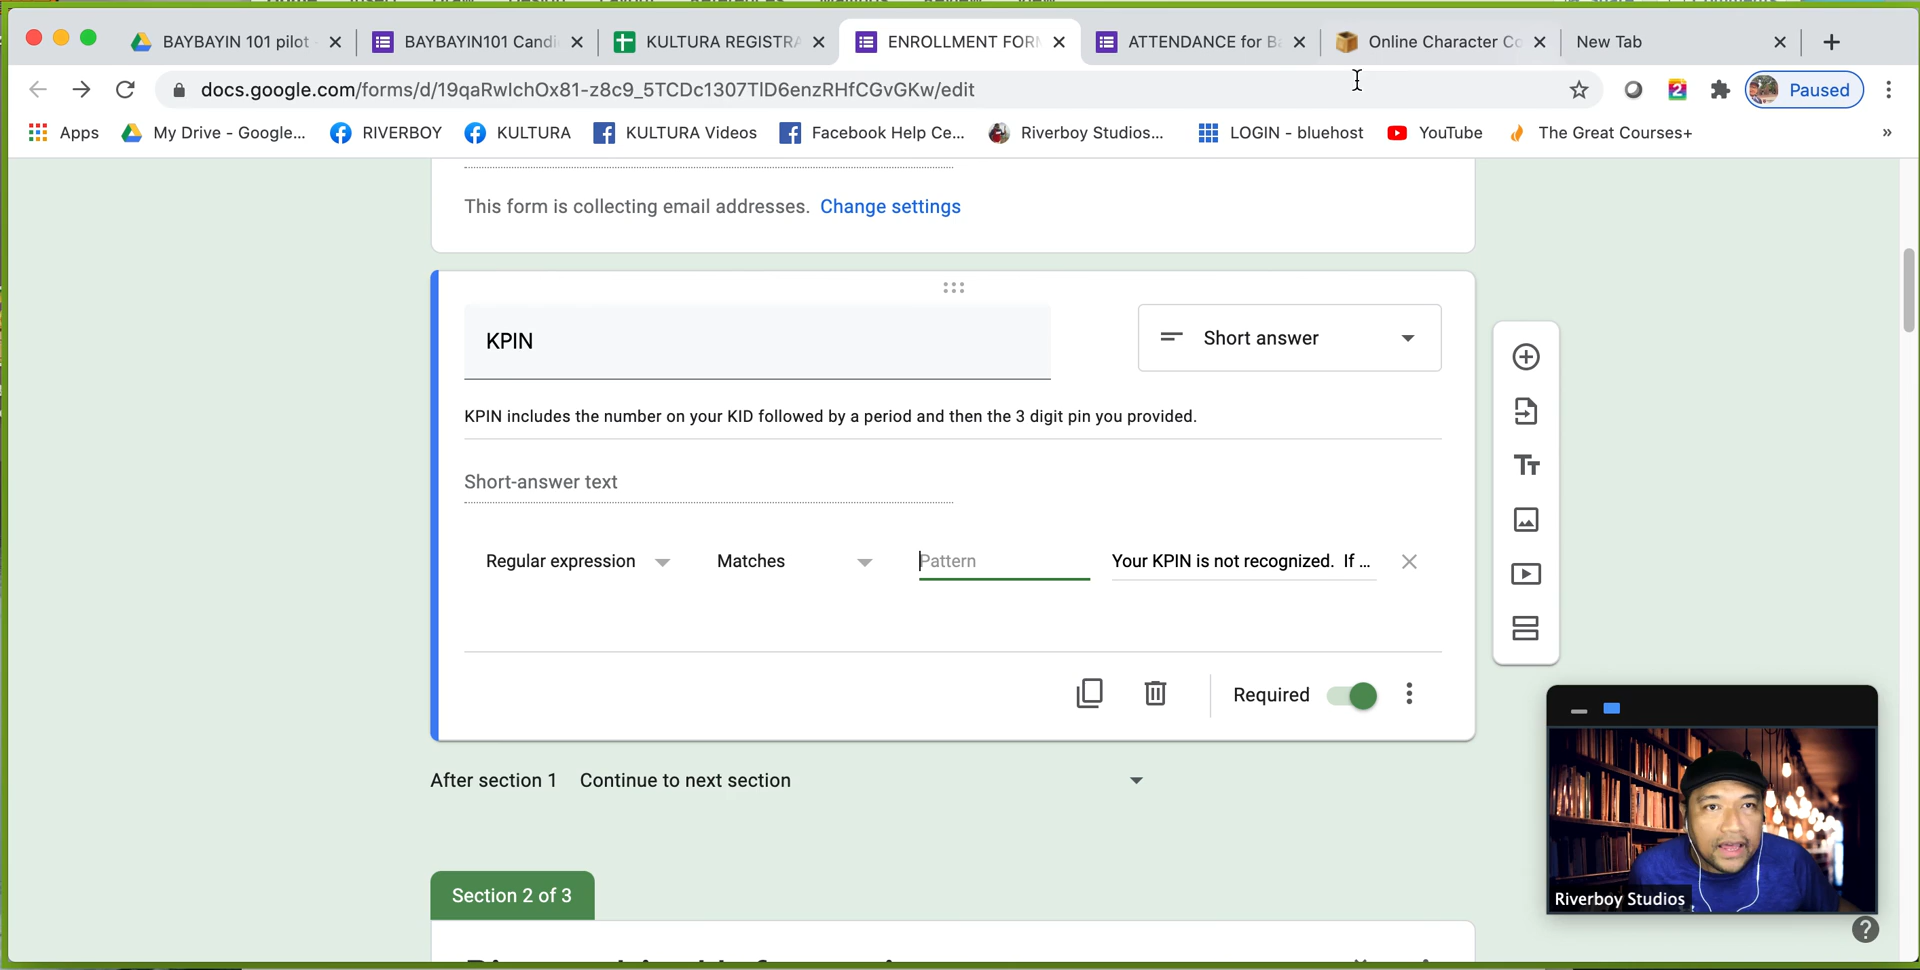 BAYBAYIN 101 pilot
BAYBAYIN101 Candi
KULTURA REGISTRA
ENROLLMENT FORM
ATTENDANCE for Ba
Online Character Co
New Tab
docs.google.com/forms/d/19qaRwIchOx81-z8c9_5TCDc1307TlD6enzRHfCGvGKw/edit
2
Paused
Apps
My Drive - Google...
RIVERBOY
KULTURA
KULTURA Videos
Facebook Help Ce...
Riverboy Studios...
LOGIN - bluehost
YouTube
The Great Courses+
»
This form is collecting email addresses. Change settings
KPIN
Short answer
KPIN includes the number on your KID followed by a period and then the 3 digit pin you provided.
Short-answer text
Regular expression
Matches
Pattern
Your KPIN is not recognized. If ...
Required
After section 1 Continue to next section
Section 2 of 3
Riverboy Studios